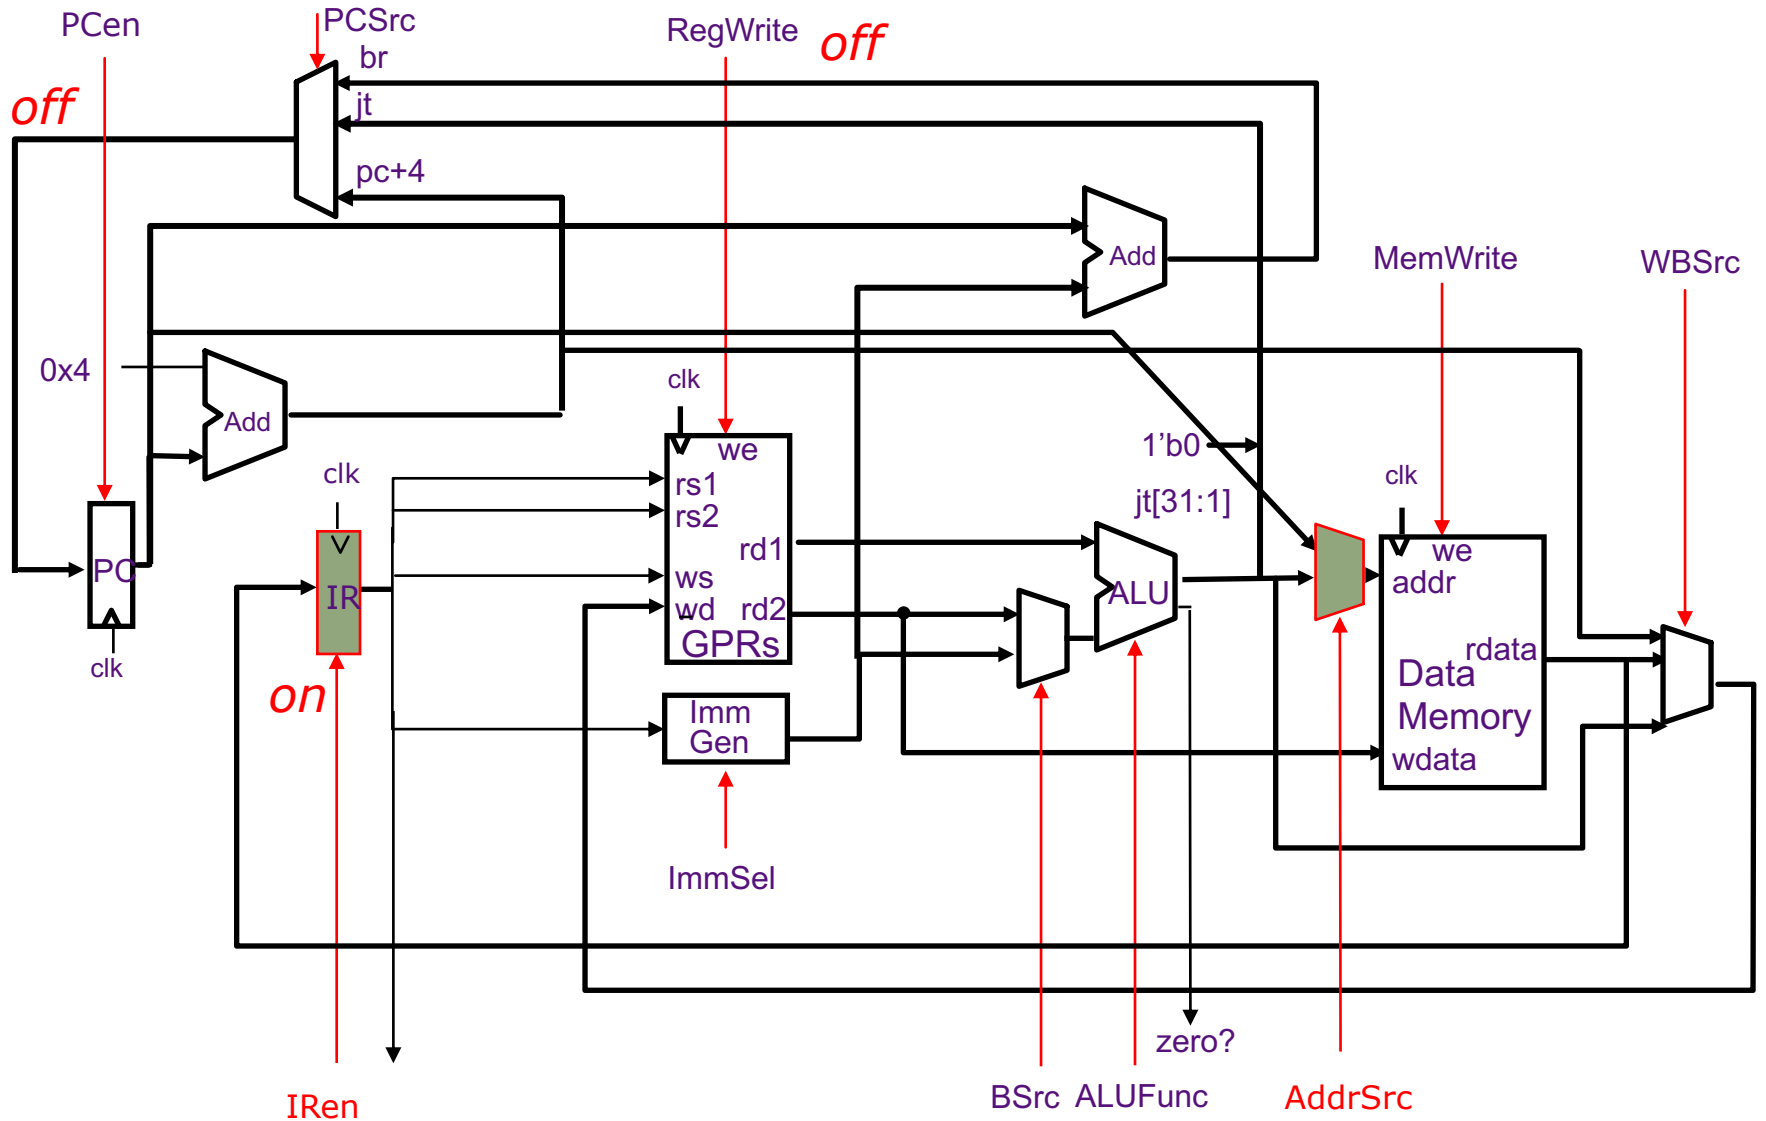 PCen
PCSrc
RegWrite
off
br
off
jt
pc+4
Add
MemWrite
WBSrc
0x4
Add
clk
we
1'b0
clk
clk
rs1
rs2
jt[31:1]
we
addr
PC
IR
rd1
ws
wd
rd2
ALU
GPRs
clk
rdata
Data
Memory
on
Imm
Gen
wdata
ImmSel
zero?
IRen
BSrc
ALUFunc
AddrSrc